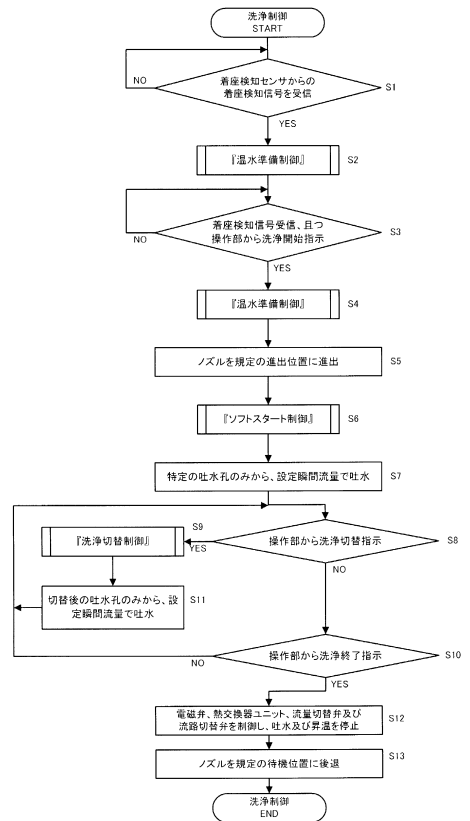 洗浄制御
START
着座検知センサからの
着座検知信号を受信
S1
NO
YES
『温水準備制御』
S2
着座検知信号受信、且つ
操作部から洗浄開始指示
S3
NO
YES
『温水準備制御』
S4
ノズルを規定の進出位置に進出
S5
『ソフトスタート制御』
S6
特定の吐水孔のみから、設定瞬間流量で吐水
S7
操作部から洗浄切替指示
S8
YES
NO
『洗浄切替制御』
S9
切替後の吐水孔のみから、設
定瞬間流量で吐水
S11
操作部から洗浄終了指示
S10
NO
YES
電磁弁、熱交換器ユニット、流量切替弁及び
流路切替弁を制御し、吐水及び昇温を停止
S12
ノズルを規定の待機位置に後退
S13
洗浄制御
END